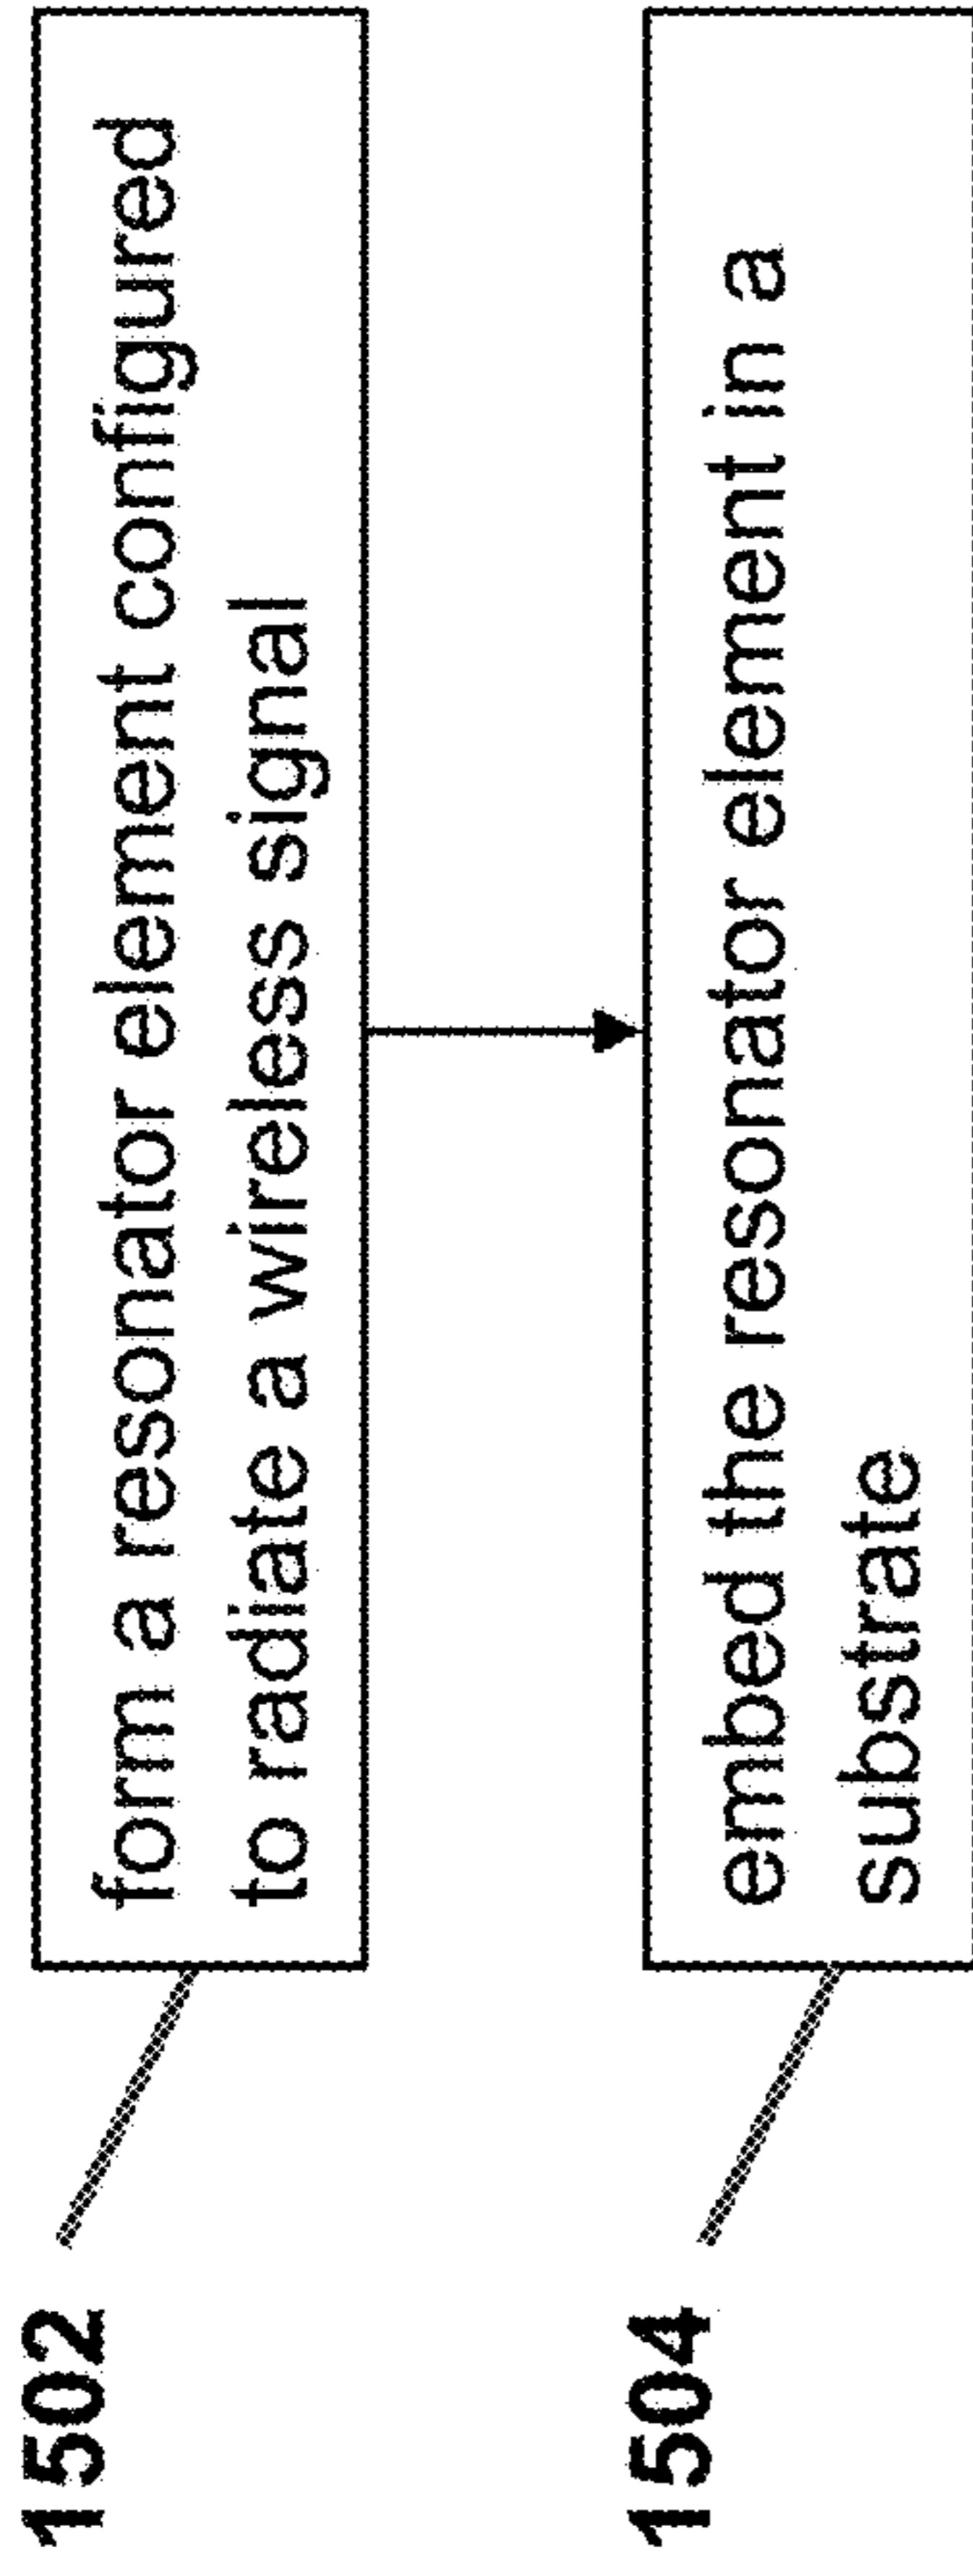 1502
form a resonator element configured
to radiate a wireless signal
1504
embed the resonator element in a
substrate